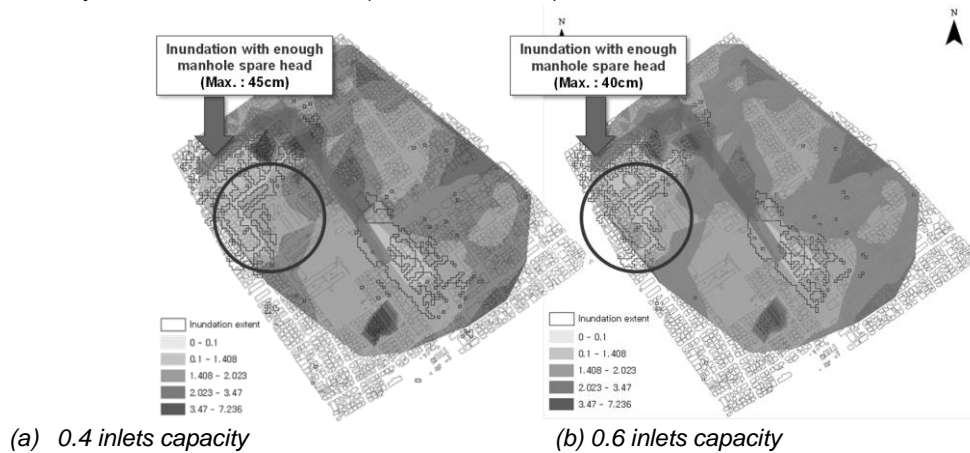 N
Inundation with enough
manhole spare head
(Max. : 45cm)
Inundation extent
0 - 0.1
0.1 - 1.408
1.408 - 2.023
2.023 - 3.47
3.47 - 7.236
(a) 0.4 inlets capacity
N
Inundation with enough
manhole spare head
(Max. : 40cm)
Inundation extent
0 - 0.1
0.1 - 1.408
1.408 - 2.023
2.023 - 3.47
3.47 - 7.236
(b) 0.6 inlets capacity